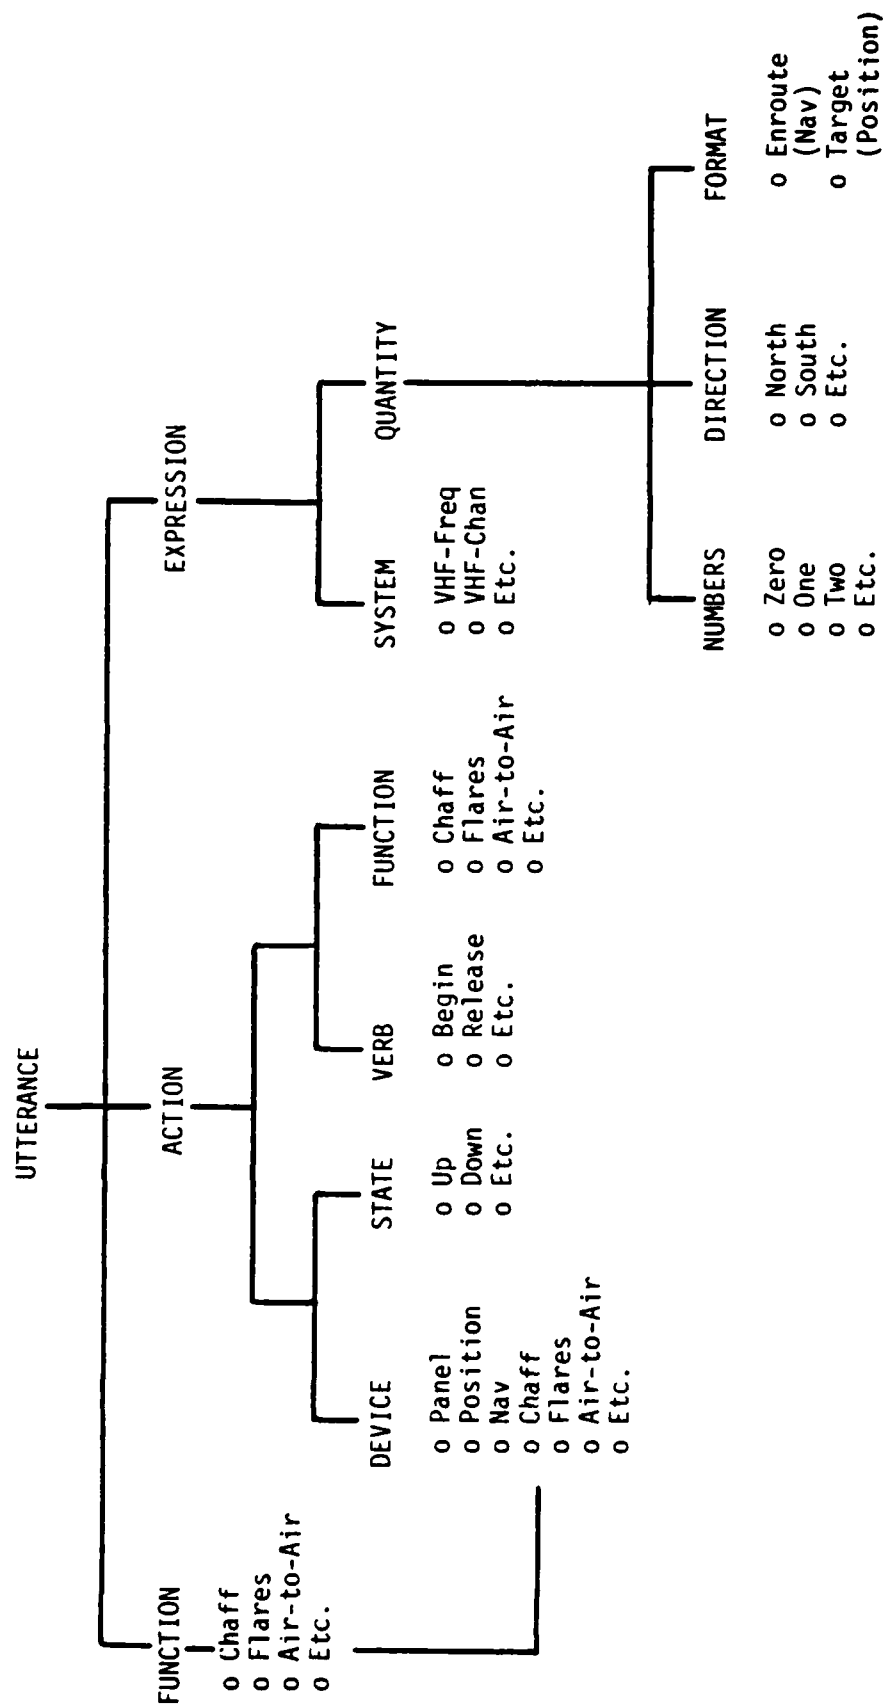 UTTERANCE
FUNCTION
o Chaff
o Flares
o Air-to-Air
o Etc.
ACTION
DEVICE
o Panel
o Position
o Nav
o Chaff
o Flares
o Air-to-Air
o Etc.
STATE
o Up
o Down
o Etc.
VERB
o Begin
o Release
o Etc.
FUNCTION
o Chaff
o Flares
o Air-to-Air
o Etc.
EXPRESSION
SYSTEM
o VHF-Freq
o VHF-Chan
o Etc.
QUANTITY
NUMBERS
o Zero
o One
o Two
o Etc.
DIRECTION
o North
o South
o Etc.
FORMAT
o Enroute
(Nav)
o Target
(Position)